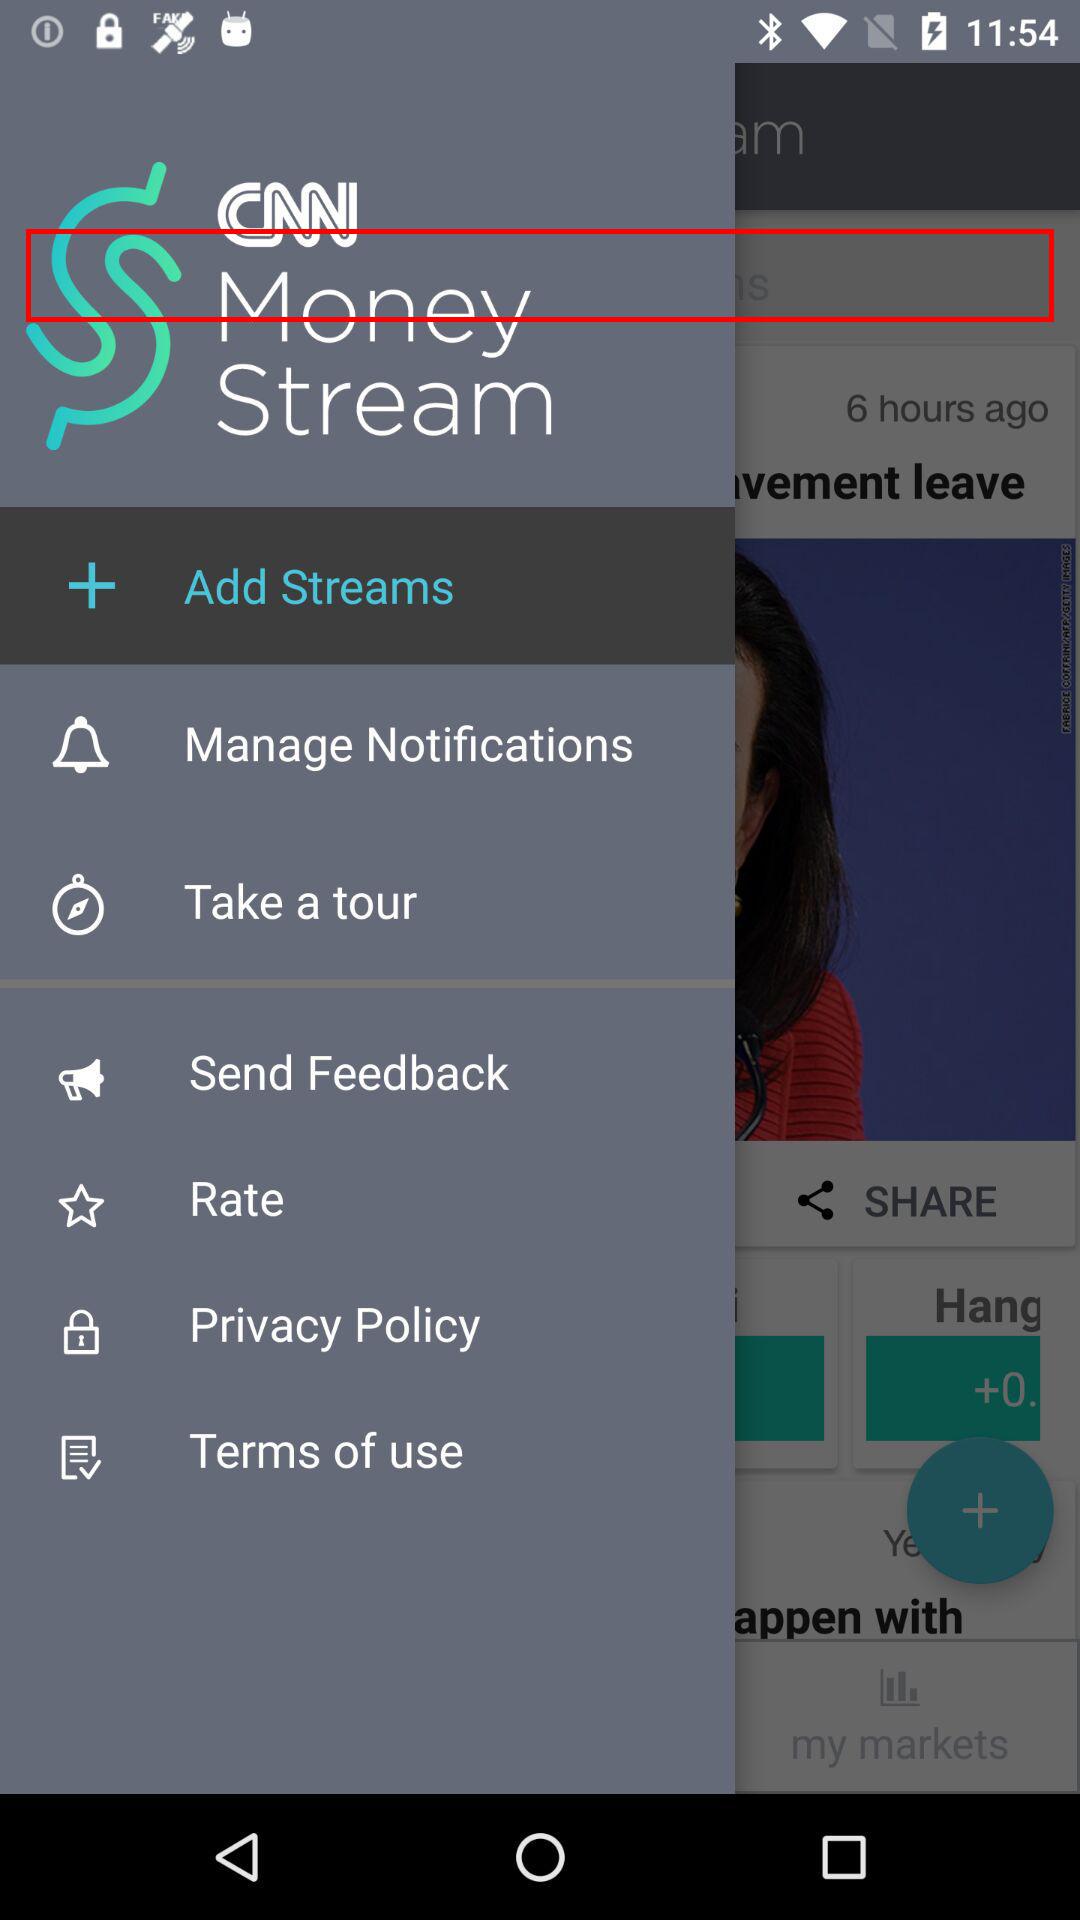 FAKE
11:54
am
CNN
Money
Stream
ns
6 hours ago
avement leave
FABRICE COFFRINI/AFP/GETTY IMAGES
Add Streams
Manage Notifications
Take a tour
Send Feedback
SHARE
Rate
i
Hang
Privacy Policy
+0.
Terms of use
Ye
y
appen with
my markets